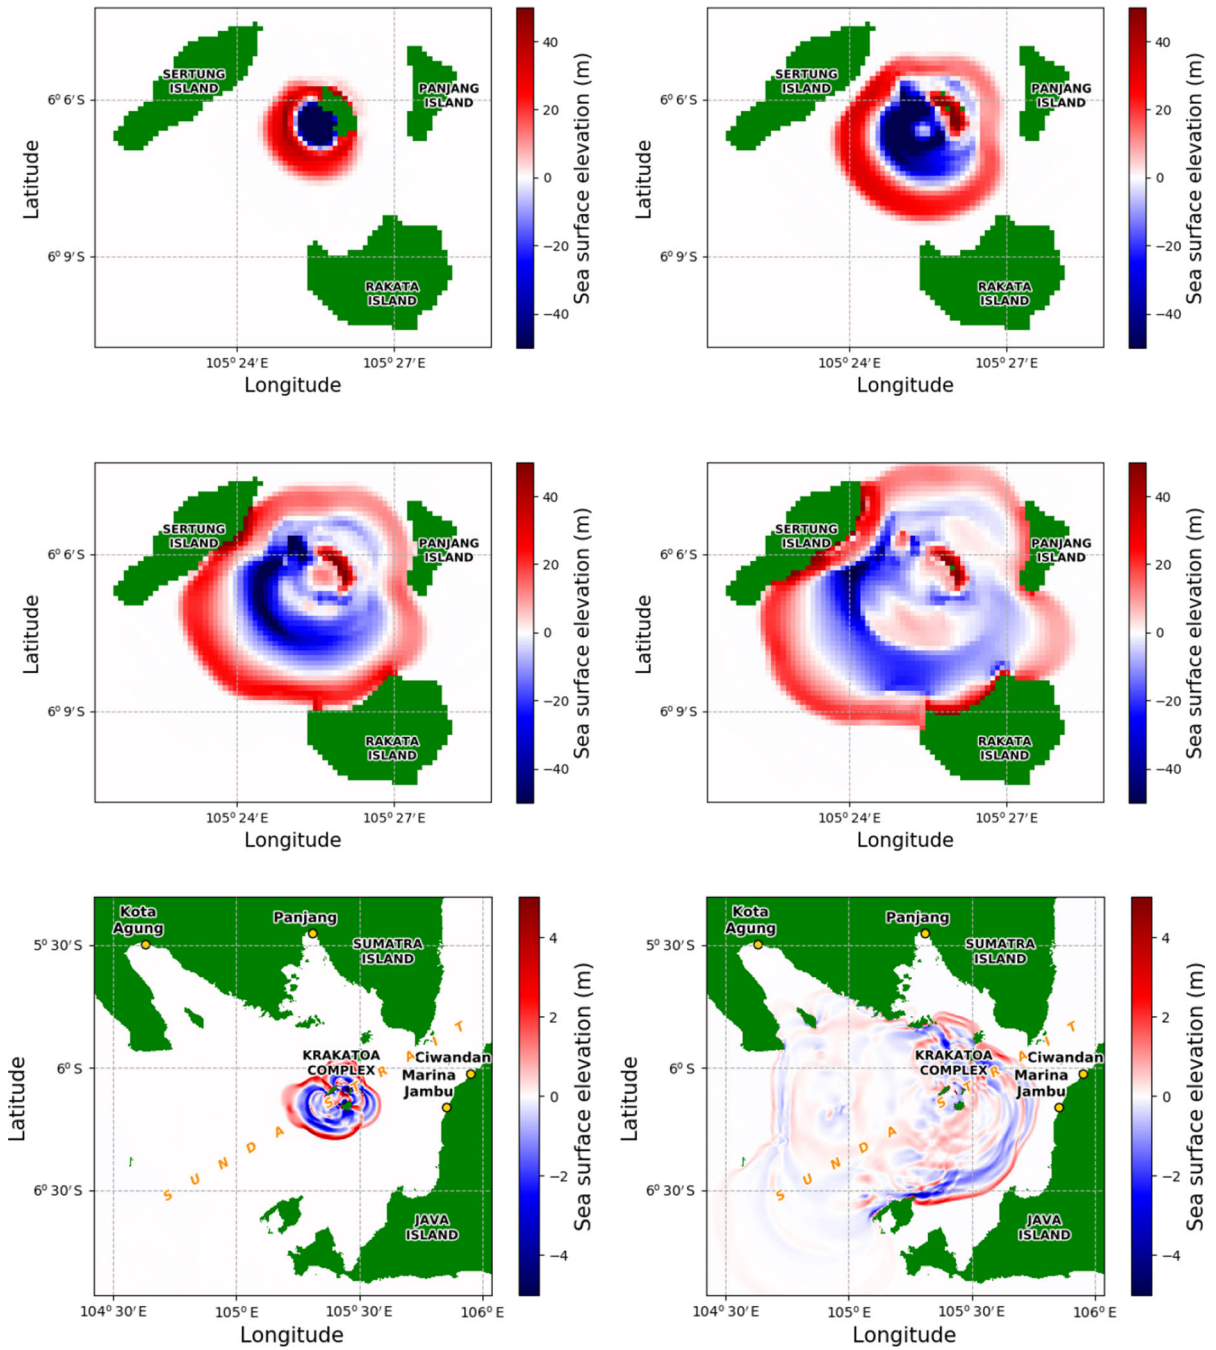 SERTUNG
ISLAND
PANJANG
ISLAND
RAKATA
ISLAND
6° 6′S
6° 9′S
Latitude
105° 24′E
105° 27′E
Longitude
40
20
0
−20
−40
Sea surface elevation (m)
SERTUNG
ISLAND
PANJANG
ISLAND
RAKATA
ISLAND
6° 6′S
6° 9′S
Latitude
105° 24′E
105° 27′E
Longitude
40
20
0
−20
−40
Sea surface elevation (m)
SERTUNG
ISLAND
PANJANG
ISLAND
RAKATA
ISLAND
6° 6′S
6° 9′S
Latitude
105° 24′E
105° 27′E
Longitude
40
20
0
−20
−40
Sea surface elevation (m)
SERTUNG
ISLAND
PANJANG
ISLAND
RAKATA
ISLAND
6° 6′S
6° 9′S
Latitude
105° 24′E
105° 27′E
Longitude
40
20
0
−20
−40
Sea surface elevation (m)
Kota
Agung
Panjang
SUMATRA
ISLAND
KRAKATOA
COMPLEX
Ciwandan
Marina
Jambu
SUNDA STRAIT
JAVA
ISLAND
5° 30′S
6° 0′S
6° 30′S
Latitude
104° 30′E
105° E
105° 30′E
106° E
Longitude
4
2
0
−2
−4
Sea surface elevation (m)
Kota
Agung
Panjang
SUMATRA
ISLAND
KRAKATOA
COMPLEX
Ciwandan
Marina
Jambu
SUNDA STRAIT
JAVA
ISLAND
5° 30′S
6° 0′S
6° 30′S
Latitude
104° 30′E
105° E
105° 30′E
106° E
Longitude
4
2
0
−2
−4
Sea surface elevation (m)